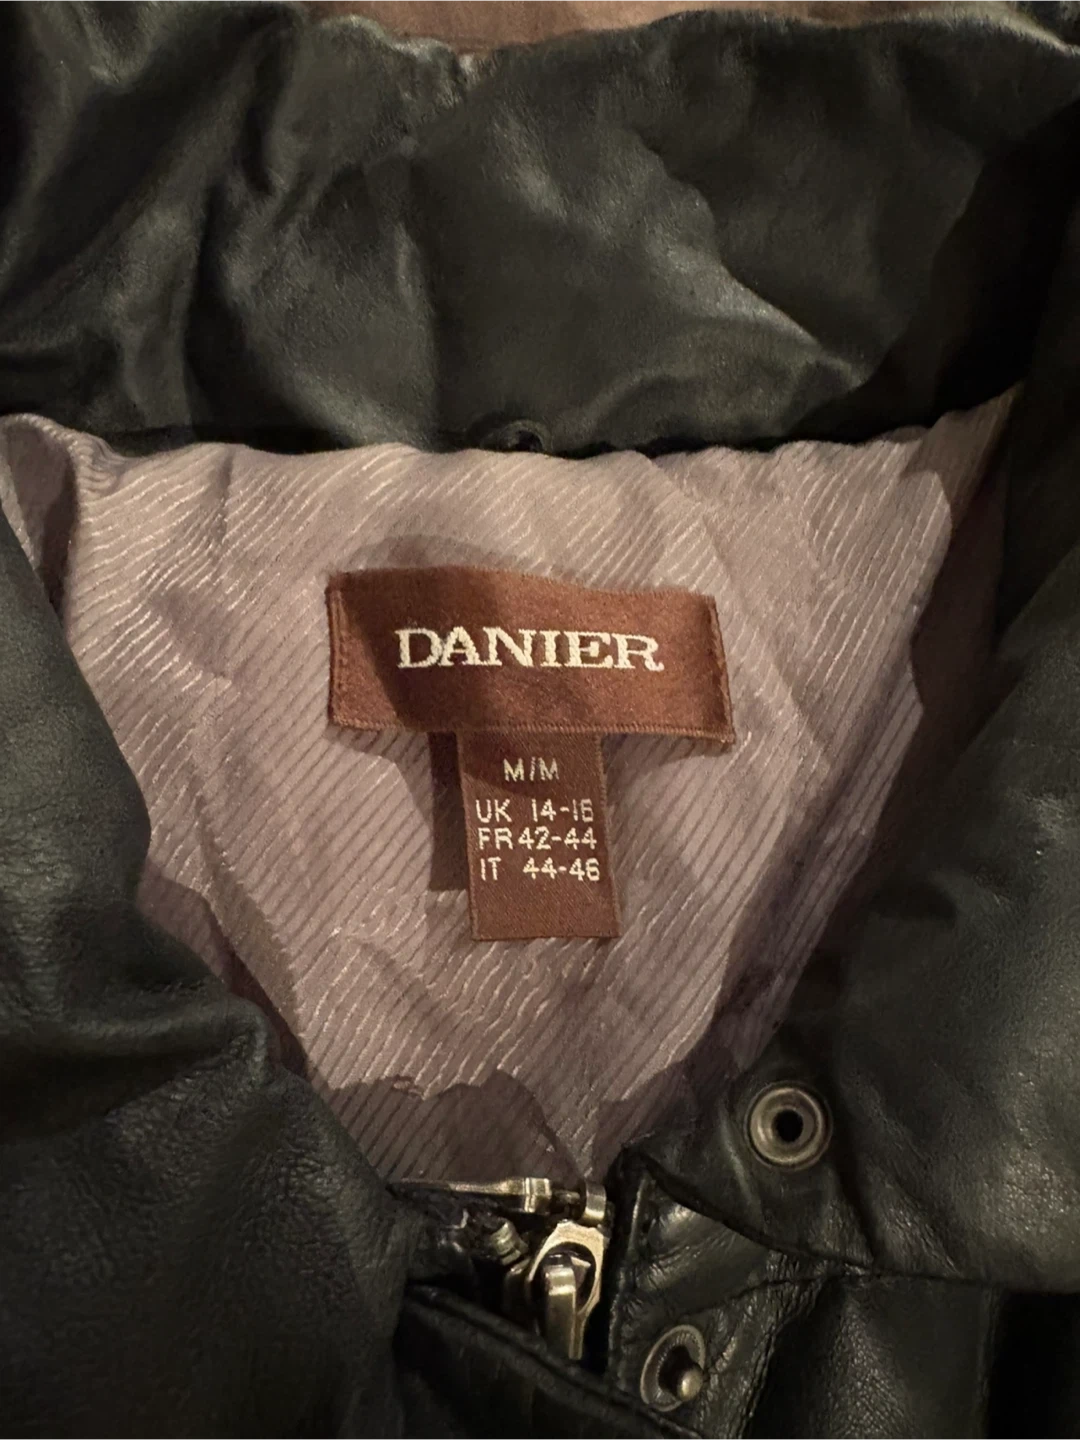 DANIER
M/M
UK 14-16
FR 42-44
IT 44-46